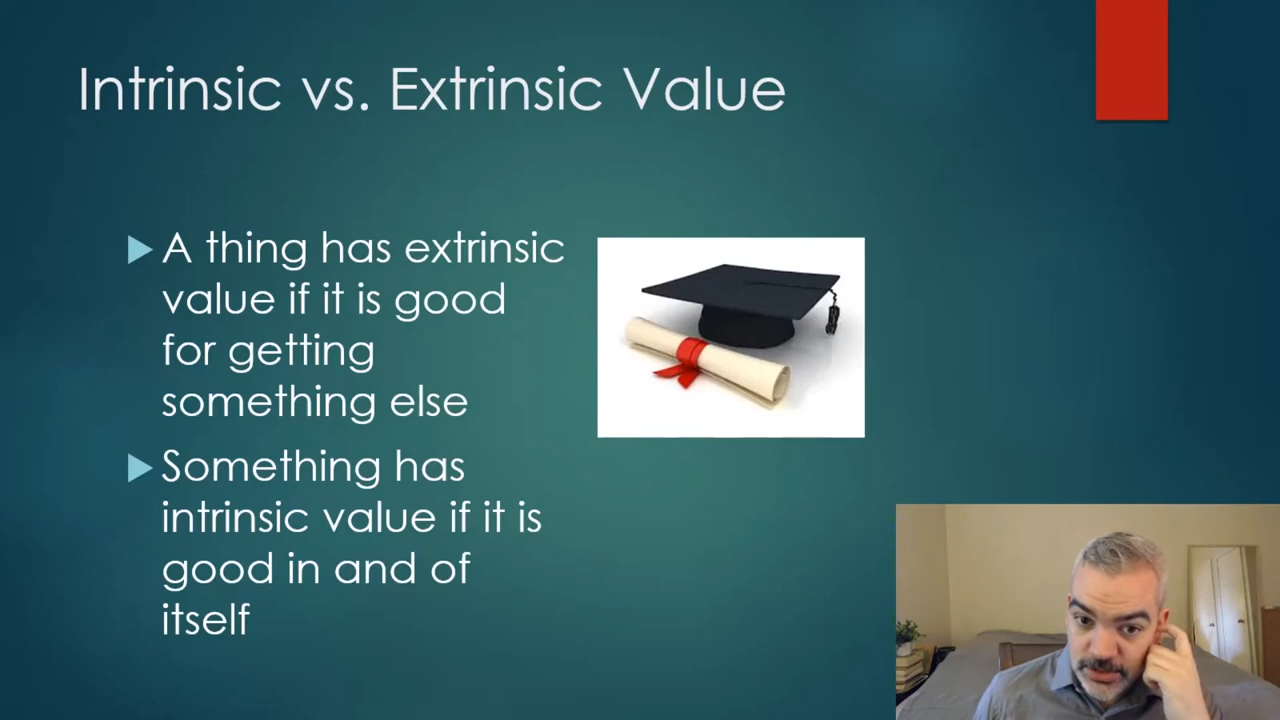 Intrinsic vs. Extrinsic Value
A thing has extrinsic
value if it is good
for getting
something else
Something has
intrinsic value if it is
good in and of
itself